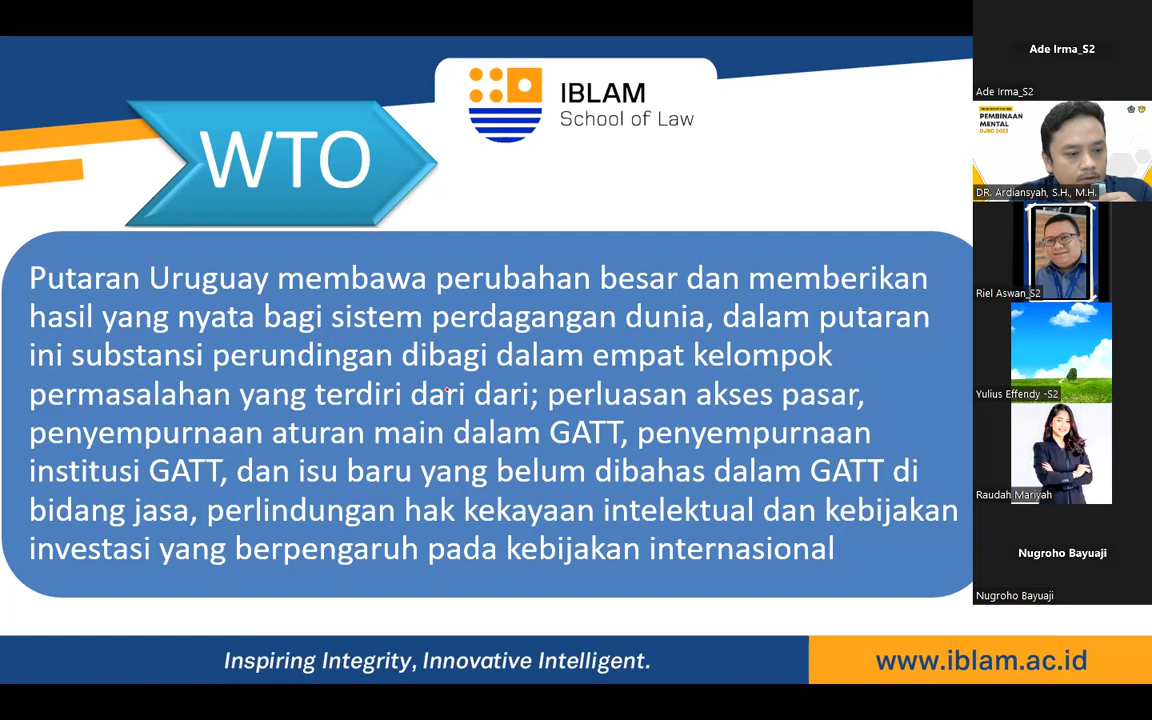 IBLAM
School of Law
WTO
Putaran Uruguay membawa perubahan besar dan memberikan
hasil yang nyata bagi sistem perdagangan dunia, dalam putaran
ini substansi perundingan dibagi dalam empat kelompok
permasalahan yang terdiri dari dari; perluasan akses pasar,
penyempurnaan aturan main dalam GATT, penyempurnaan
institusi GATT, dan isu baru yang belum dibahas dalam GATT di
bidang jasa, perlindungan hak kekayaan intelektual dan kebijakan
investasi yang berpengaruh pada kebijakan internasional
Inspiring Integrity, Innovative Intelligent.
www.iblam.ac.id
Ade Irma_S2
Ade Irma_S2
PEMBINAAN
MENTAL
DJBC 2023
DR. Ardiansyah, S.H., M.H.
Riel Aswan_S2
Yulius Effendy -S2
Raudah Mariyah
Nugroho Bayuaji
Nugroho Bayuaji